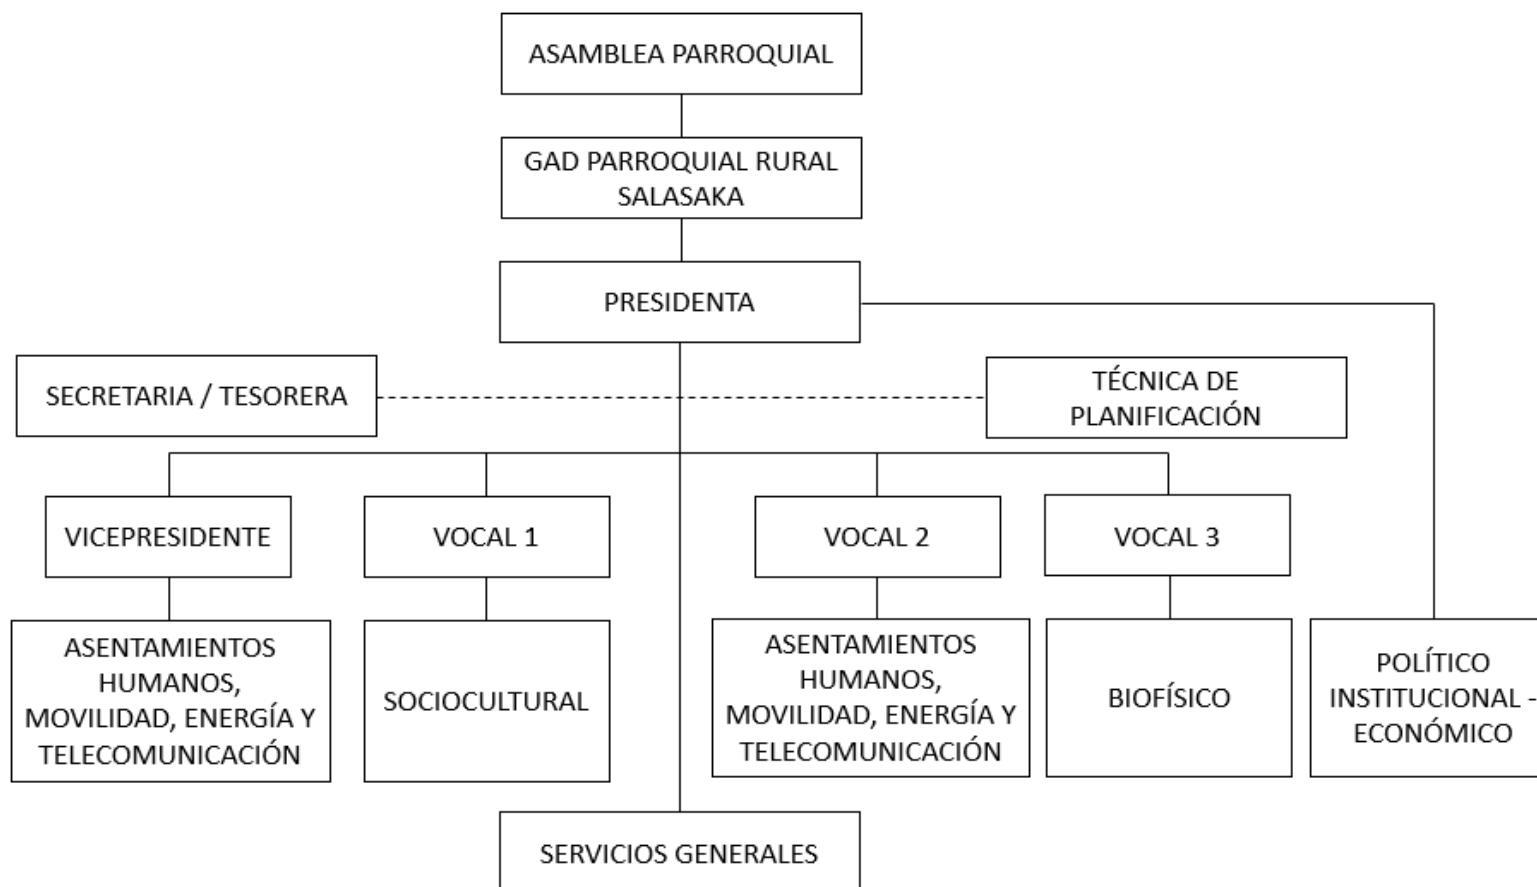 ASAMBLEA PARROQUIAL
GAD PARROQUIAL RURAL
SALASAKA
PRESIDENTA
SECRETARIA / TESORERA
TÉCNICA DE
PLANIFICACIÓN
VICEPRESIDENTE
VOCAL 1
VOCAL 2
VOCAL 3
ASENTAMIENTOS
HUMANOS,
MOVILIDAD, ENERGÍA Y
TELECOMUNICACIÓN
SOCIOCULTURAL
ASENTAMIENTOS
HUMANOS,
MOVILIDAD, ENERGÍA Y
TELECOMUNICACIÓN
BIOFÍSICO
POLÍTICO
INSTITUCIONAL -
ECONÓMICO
SERVICIOS GENERALES